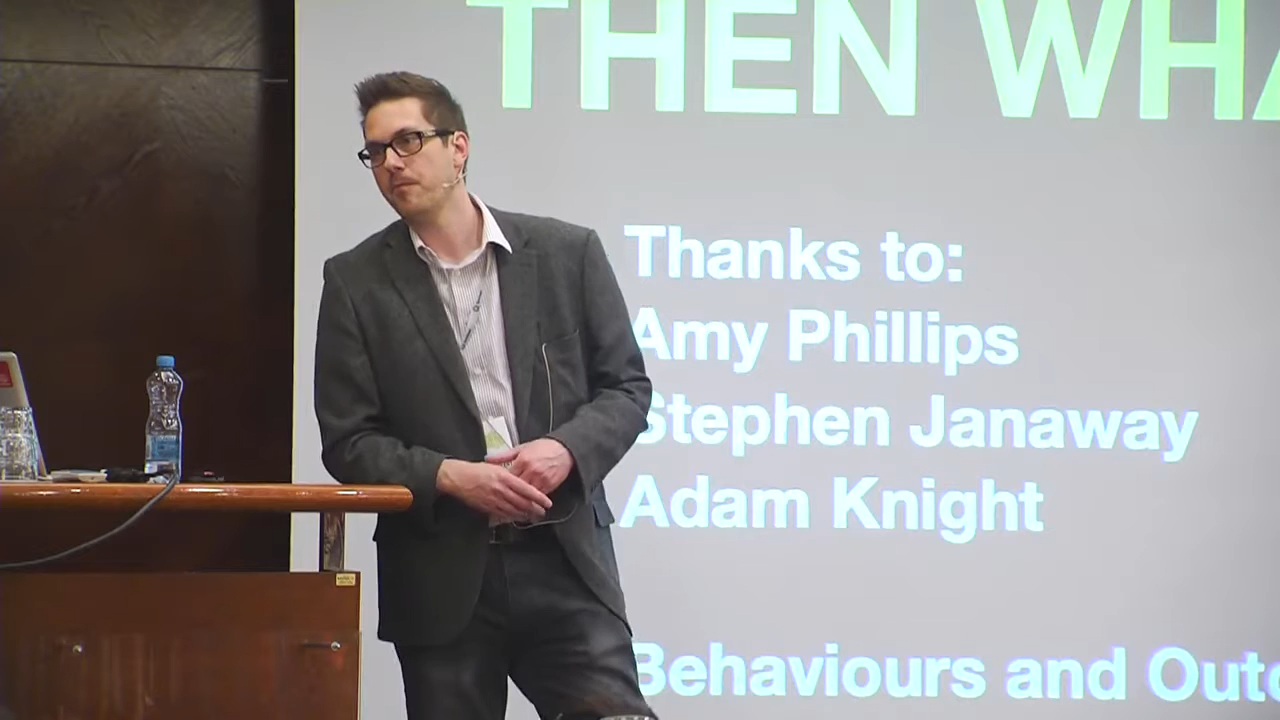 THEN WHA
Thanks to:
Amy Phillips
Stephen Janaway
Adam Knight
Behaviours and Outc